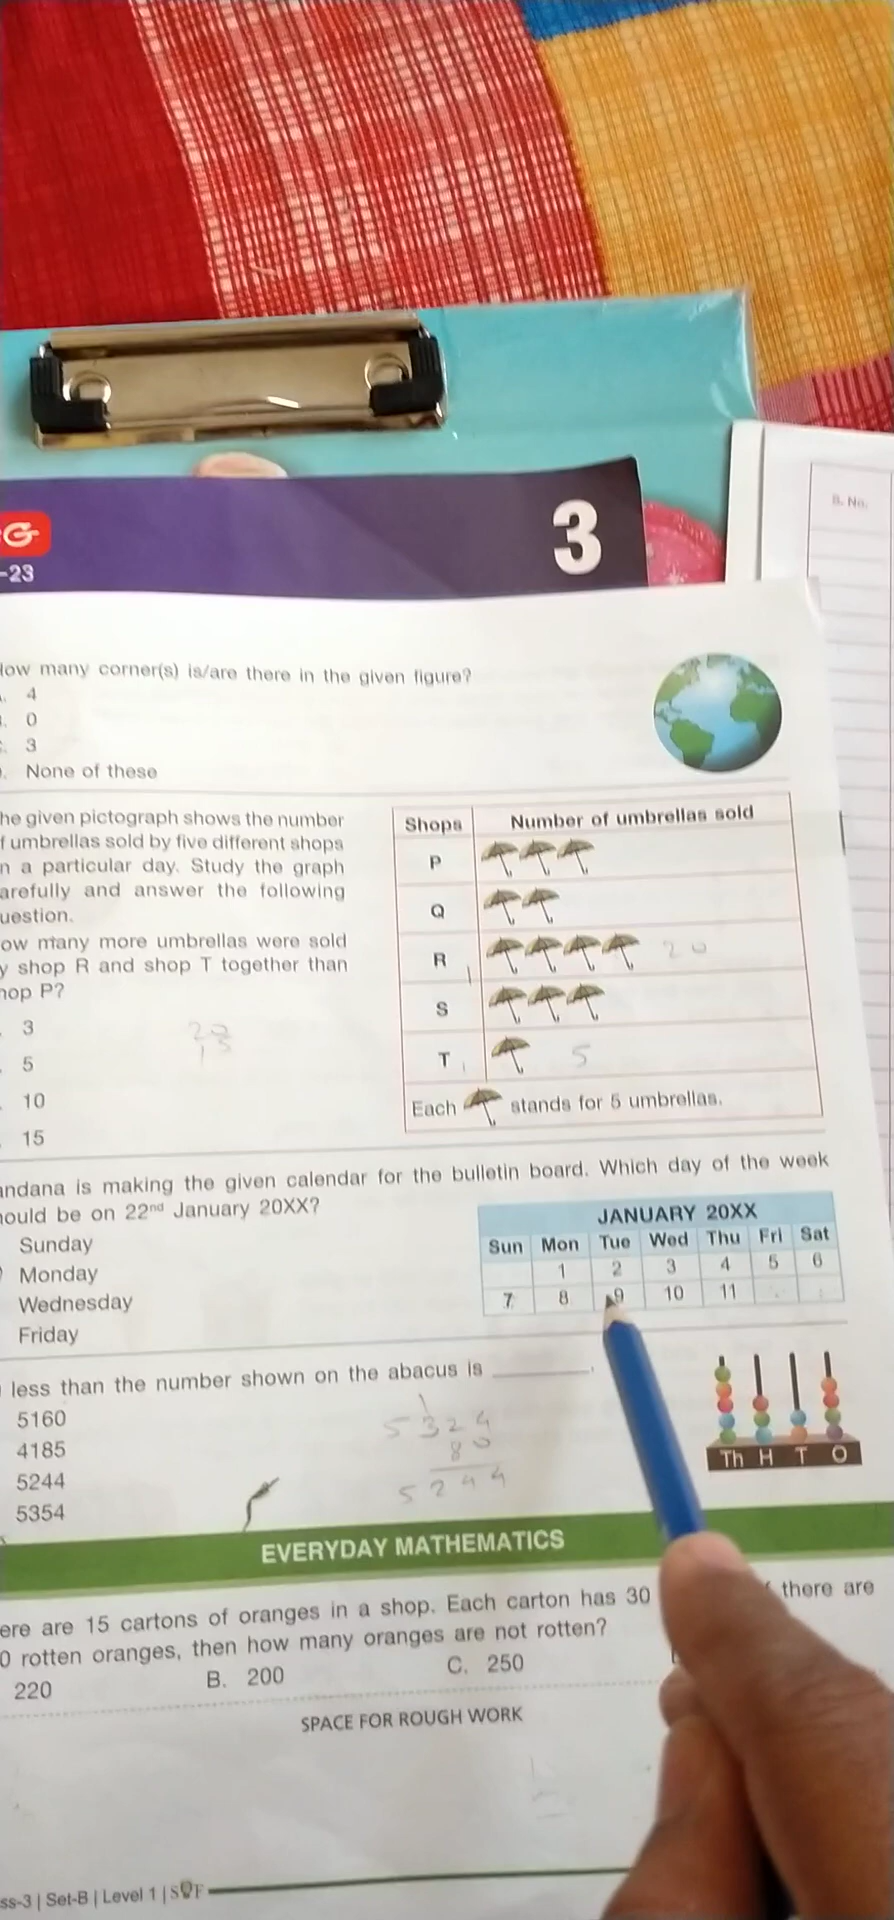 G
-23
3
S. No.
How many corner(s) is/are there in the given figure?
4
0
3
None of these
he given pictograph shows the number
f umbrellas sold by five different shops
n a particular day. Study the graph
arefully and answer the following
uestion.
ow many more umbrellas were sold
y shop R and shop T together than
hop P?
3
5
10
15
Shops Number of umbrellas sold
P
Q
R 20
S
T 5
Each stands for 5 umbrellas.
andana is making the given calendar for the bulletin board. Which day of the week
hould be on 22nd January 20XX?
Sunday
Monday
Wednesday
Friday
JANUARY 20XX
Sun Mon Tue Wed Thu Fri Sat
1 2 3 4 5 6
7 8 9 10 11
less than the number shown on the abacus is ________.
5160
4185
5244
5354
5324
80
5244
Th H T O
EVERYDAY MATHEMATICS
ere are 15 cartons of oranges in a shop. Each carton has 30 there are
0 rotten oranges, then how many oranges are not rotten?
220 B. 200 C. 250
SPACE FOR ROUGH WORK
ss-3 | Set-B | Level 1 | SOF